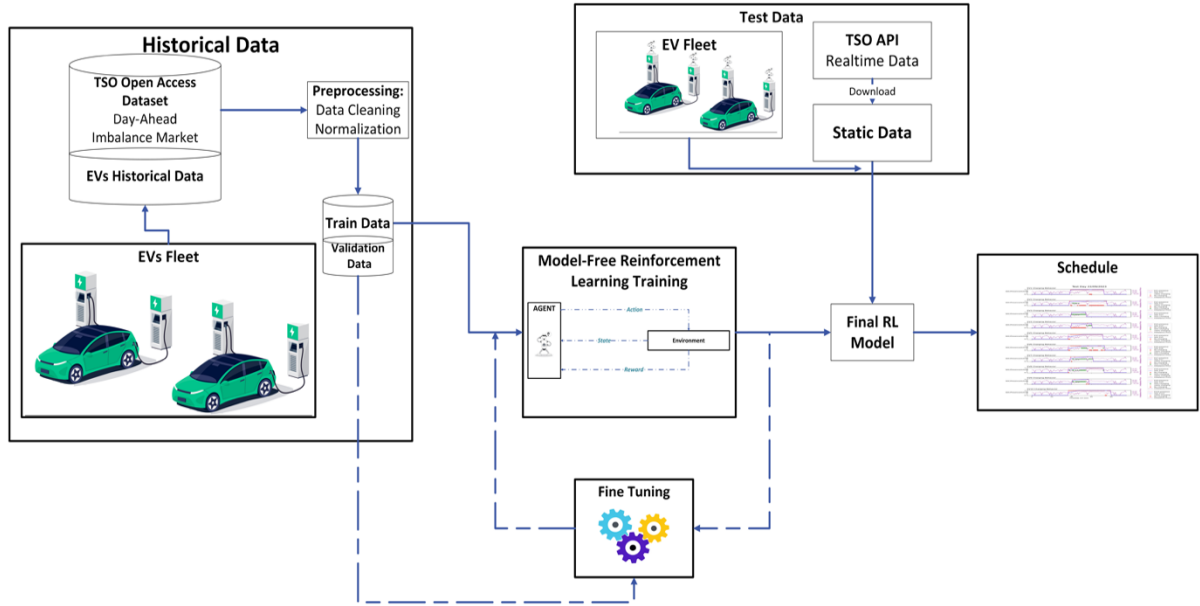 Historical Data
TSO Open Access
Dataset
Day-Ahead
Imbalance Market
EVs Historical Data
Preprocessing:
Data Cleaning
Normalization
Train Data
Validation
Data
EVs Fleet
Test Data
EV Fleet
TSO API
Realtime Data
Download
Static Data
Model-Free Reinforcement
Learning Training
AGENT
Action
State
Reward
Environment
Final RL
Model
Schedule
Fine Tuning